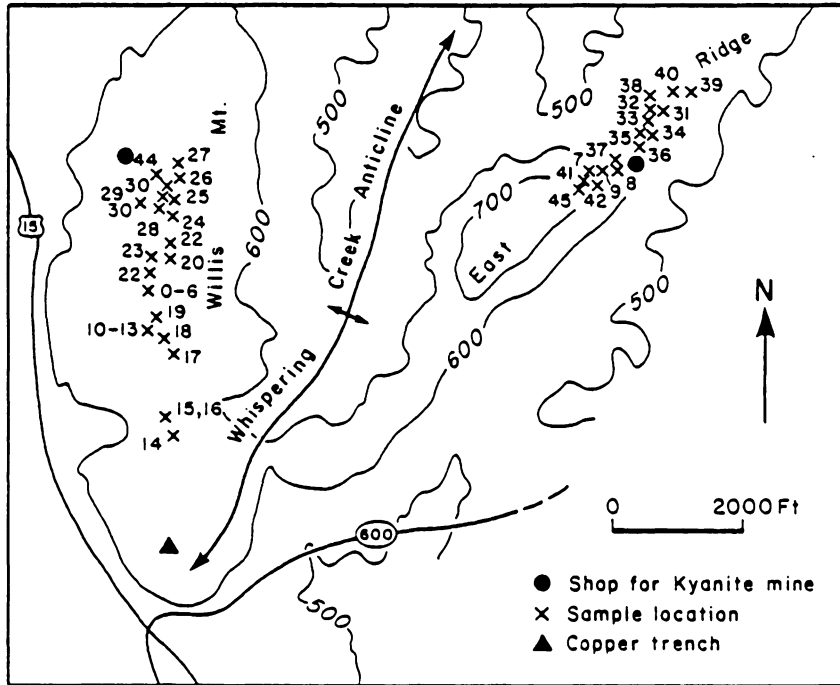 Ridge
38 40 39
32
33 31
35 34
37 36
7
41
45 42 9 8
500
500
Mt.
44 27
30 26
29 25
30 24
28 22
23 20
22
0-6
19
10-13 18
17
15,16
14
15
Willis
600
Whispering Creek Anticline
700
East
600
500
N
0 2000 Ft
600
500
Shop for Kyanite mine
Sample location
Copper trench